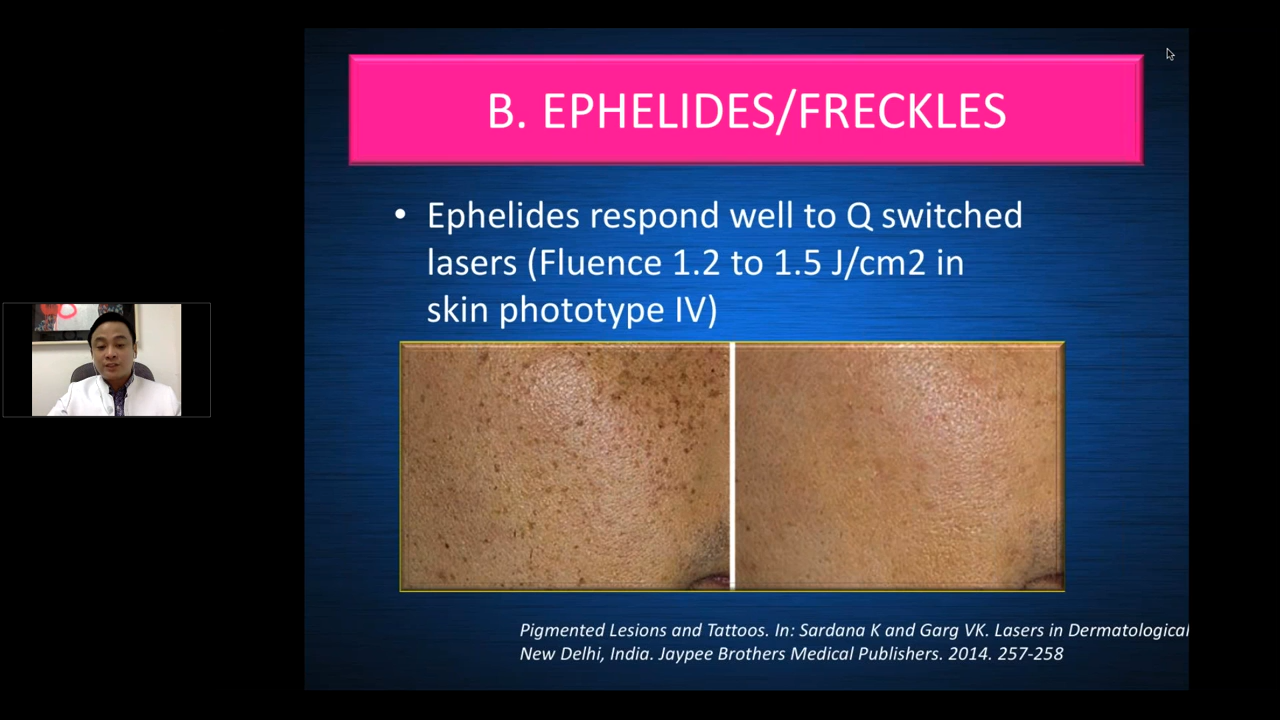 B. EPHELIDES/FRECKLES
• Ephelides respond well to Q switched
lasers (Fluence 1.2 to 1.5 J/cm2 in
skin phototype IV)
Pigmented Lesions and Tattoos. In: Sardana K and Garg VK. Lasers in Dermatological
New Delhi, India. Jaypee Brothers Medical Publishers. 2014. 257-258